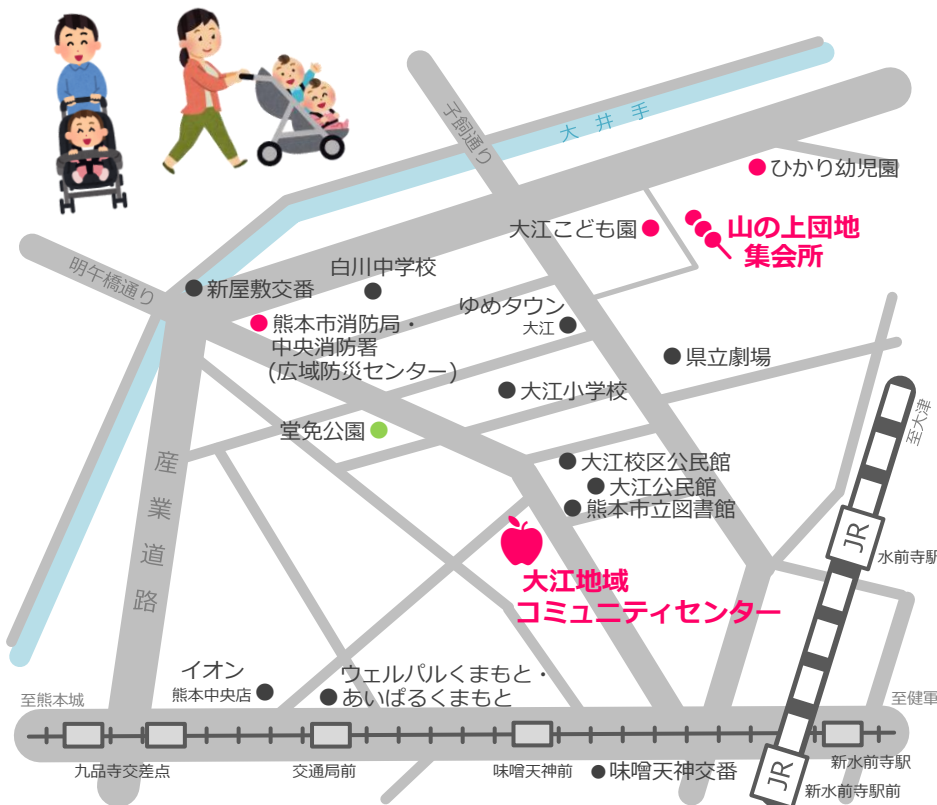 大井手
子飼通り
ひかり幼児園
大江こども園
山の上団地
集会所
明午橋通り
新屋敷交番
白川中学校
熊本市消防局・
中央消防署
(広域防災センター)
ゆめタウン
大江
県立劇場
大江小学校
至大津
堂免公園
産業道路
大江校区公民館
大江公民館
熊本市立図書館
JR
水前寺駅
大江地域
コミュニティセンター
イオン
熊本中央店
ウェルパルくまもと・
あいぱるくまもと
至熊本城
至健軍
九品寺交差点
交通局前
味噌天神前
味噌天神交番
新水前寺駅
JR
新水前寺駅前